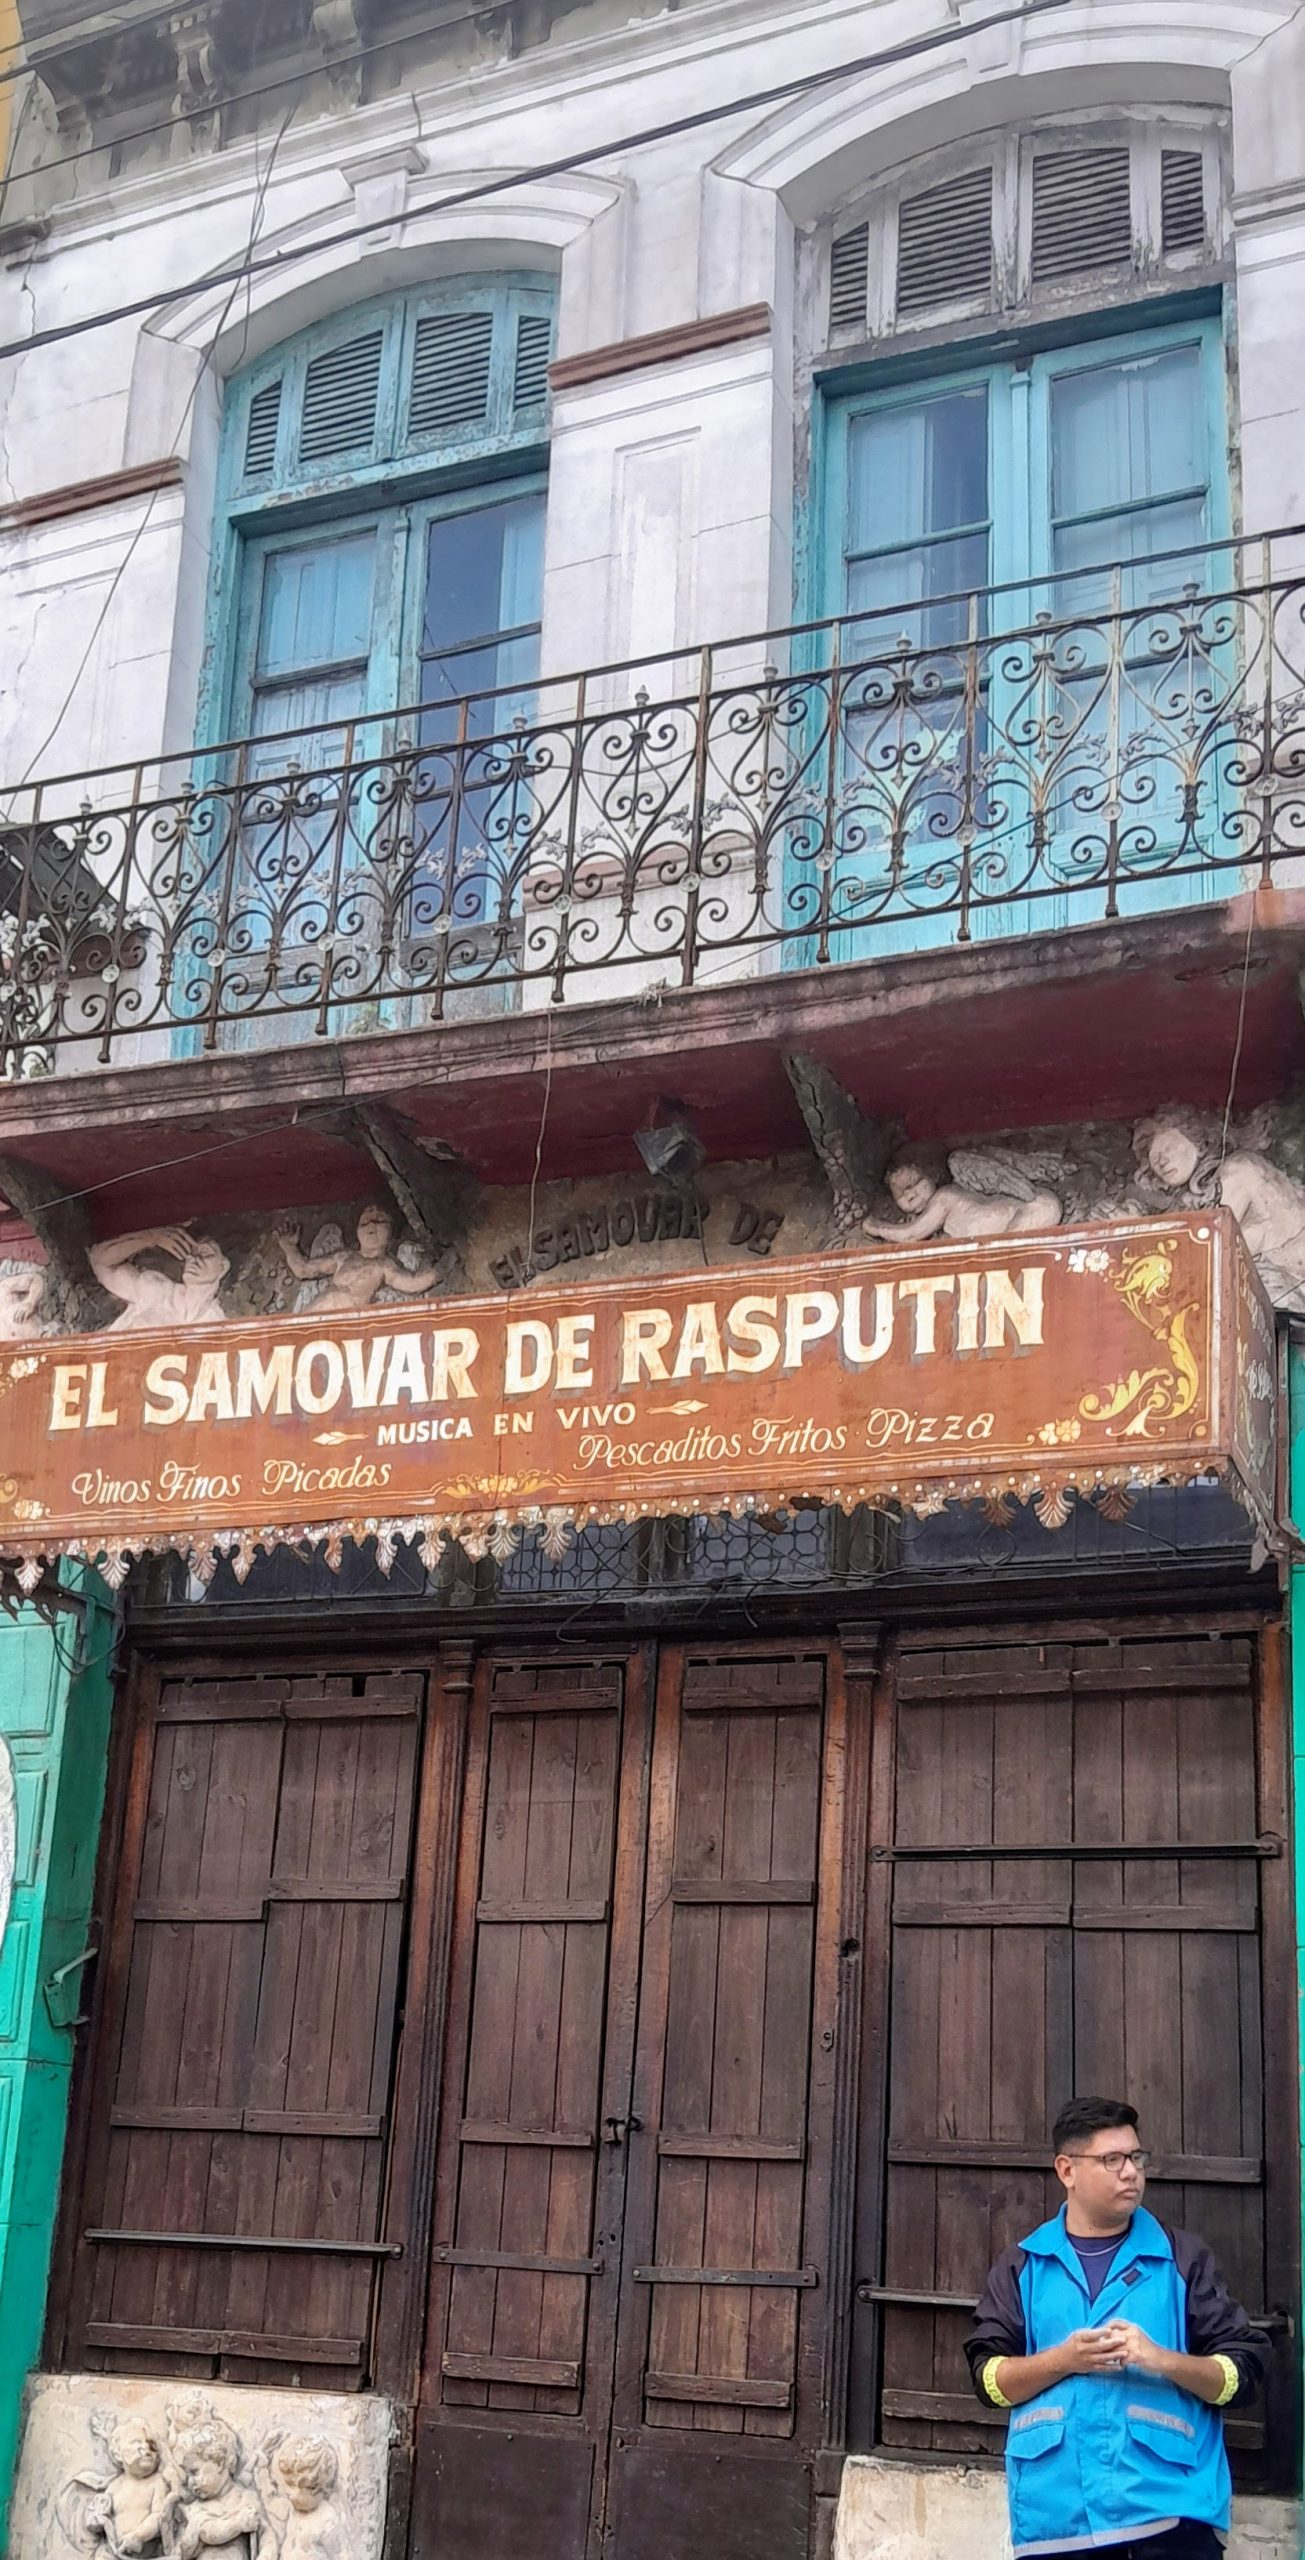 EL SAMOVAR DE
EL SAMOVAR DE RASPUTIN
MUSICA EN VIVO
Vinos Finos Picadas
Pescaditos Fritos · Pizza